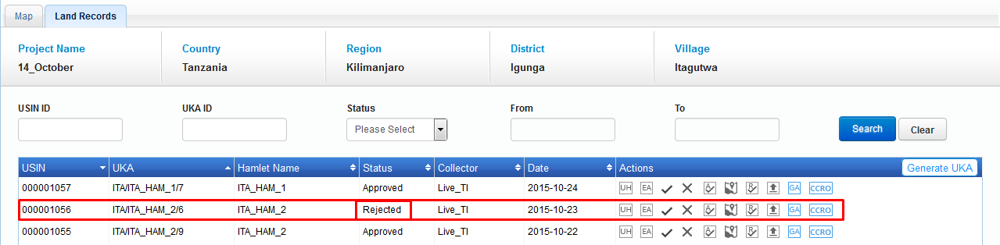 Map Land Records
Project Name Country Region District Village
14_October Tanzania Kilimanjaro Igunga Itagutwa
USIN ID UKA ID Status From To
Please Select Search Clear
USIN UKA Hamlet Name Status Collector Date Actions Generate UKA
000001057 ITA/ITA_HAM_1/7 ITA_HAM_1 Approved Live_TI 2015-10-24 UH EA A R GA CCRO
000001056 ITA/ITA_HAM_2/6 ITA_HAM_2 Rejected Live_TI 2015-10-23 UH EA A R GA CCRO
000001055 ITA/ITA_HAM_2/9 ITA_HAM_2 Approved Live_TI 2015-10-22 UH EA A R GA CCRO